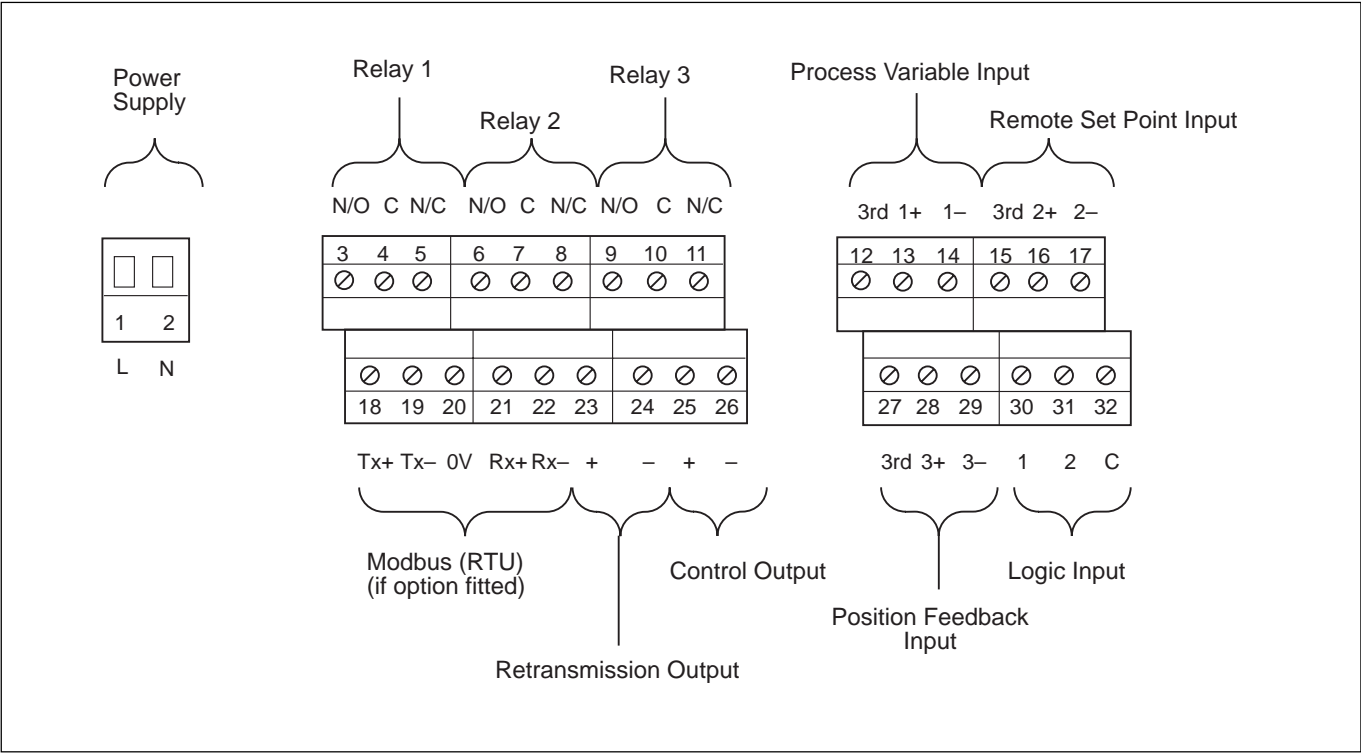 Power
Supply
Relay 1
Relay 2
Relay 3
Process Variable Input
Remote Set Point Input
N/O C N/C N/O C N/C N/O C N/C
3rd 1+ 1– 3rd 2+ 2–
3 4 5 6 7 8 9 10 11
12 13 14 15 16 17
1 2
L N
18 19 20 21 22 23 24 25 26
27 28 29 30 31 32
Tx+ Tx– 0V Rx+ Rx– + – + –
3rd 3+ 3– 1 2 C
Modbus (RTU)
(if option fitted)
Control Output
Logic Input
Position Feedback
Input
Retransmission Output